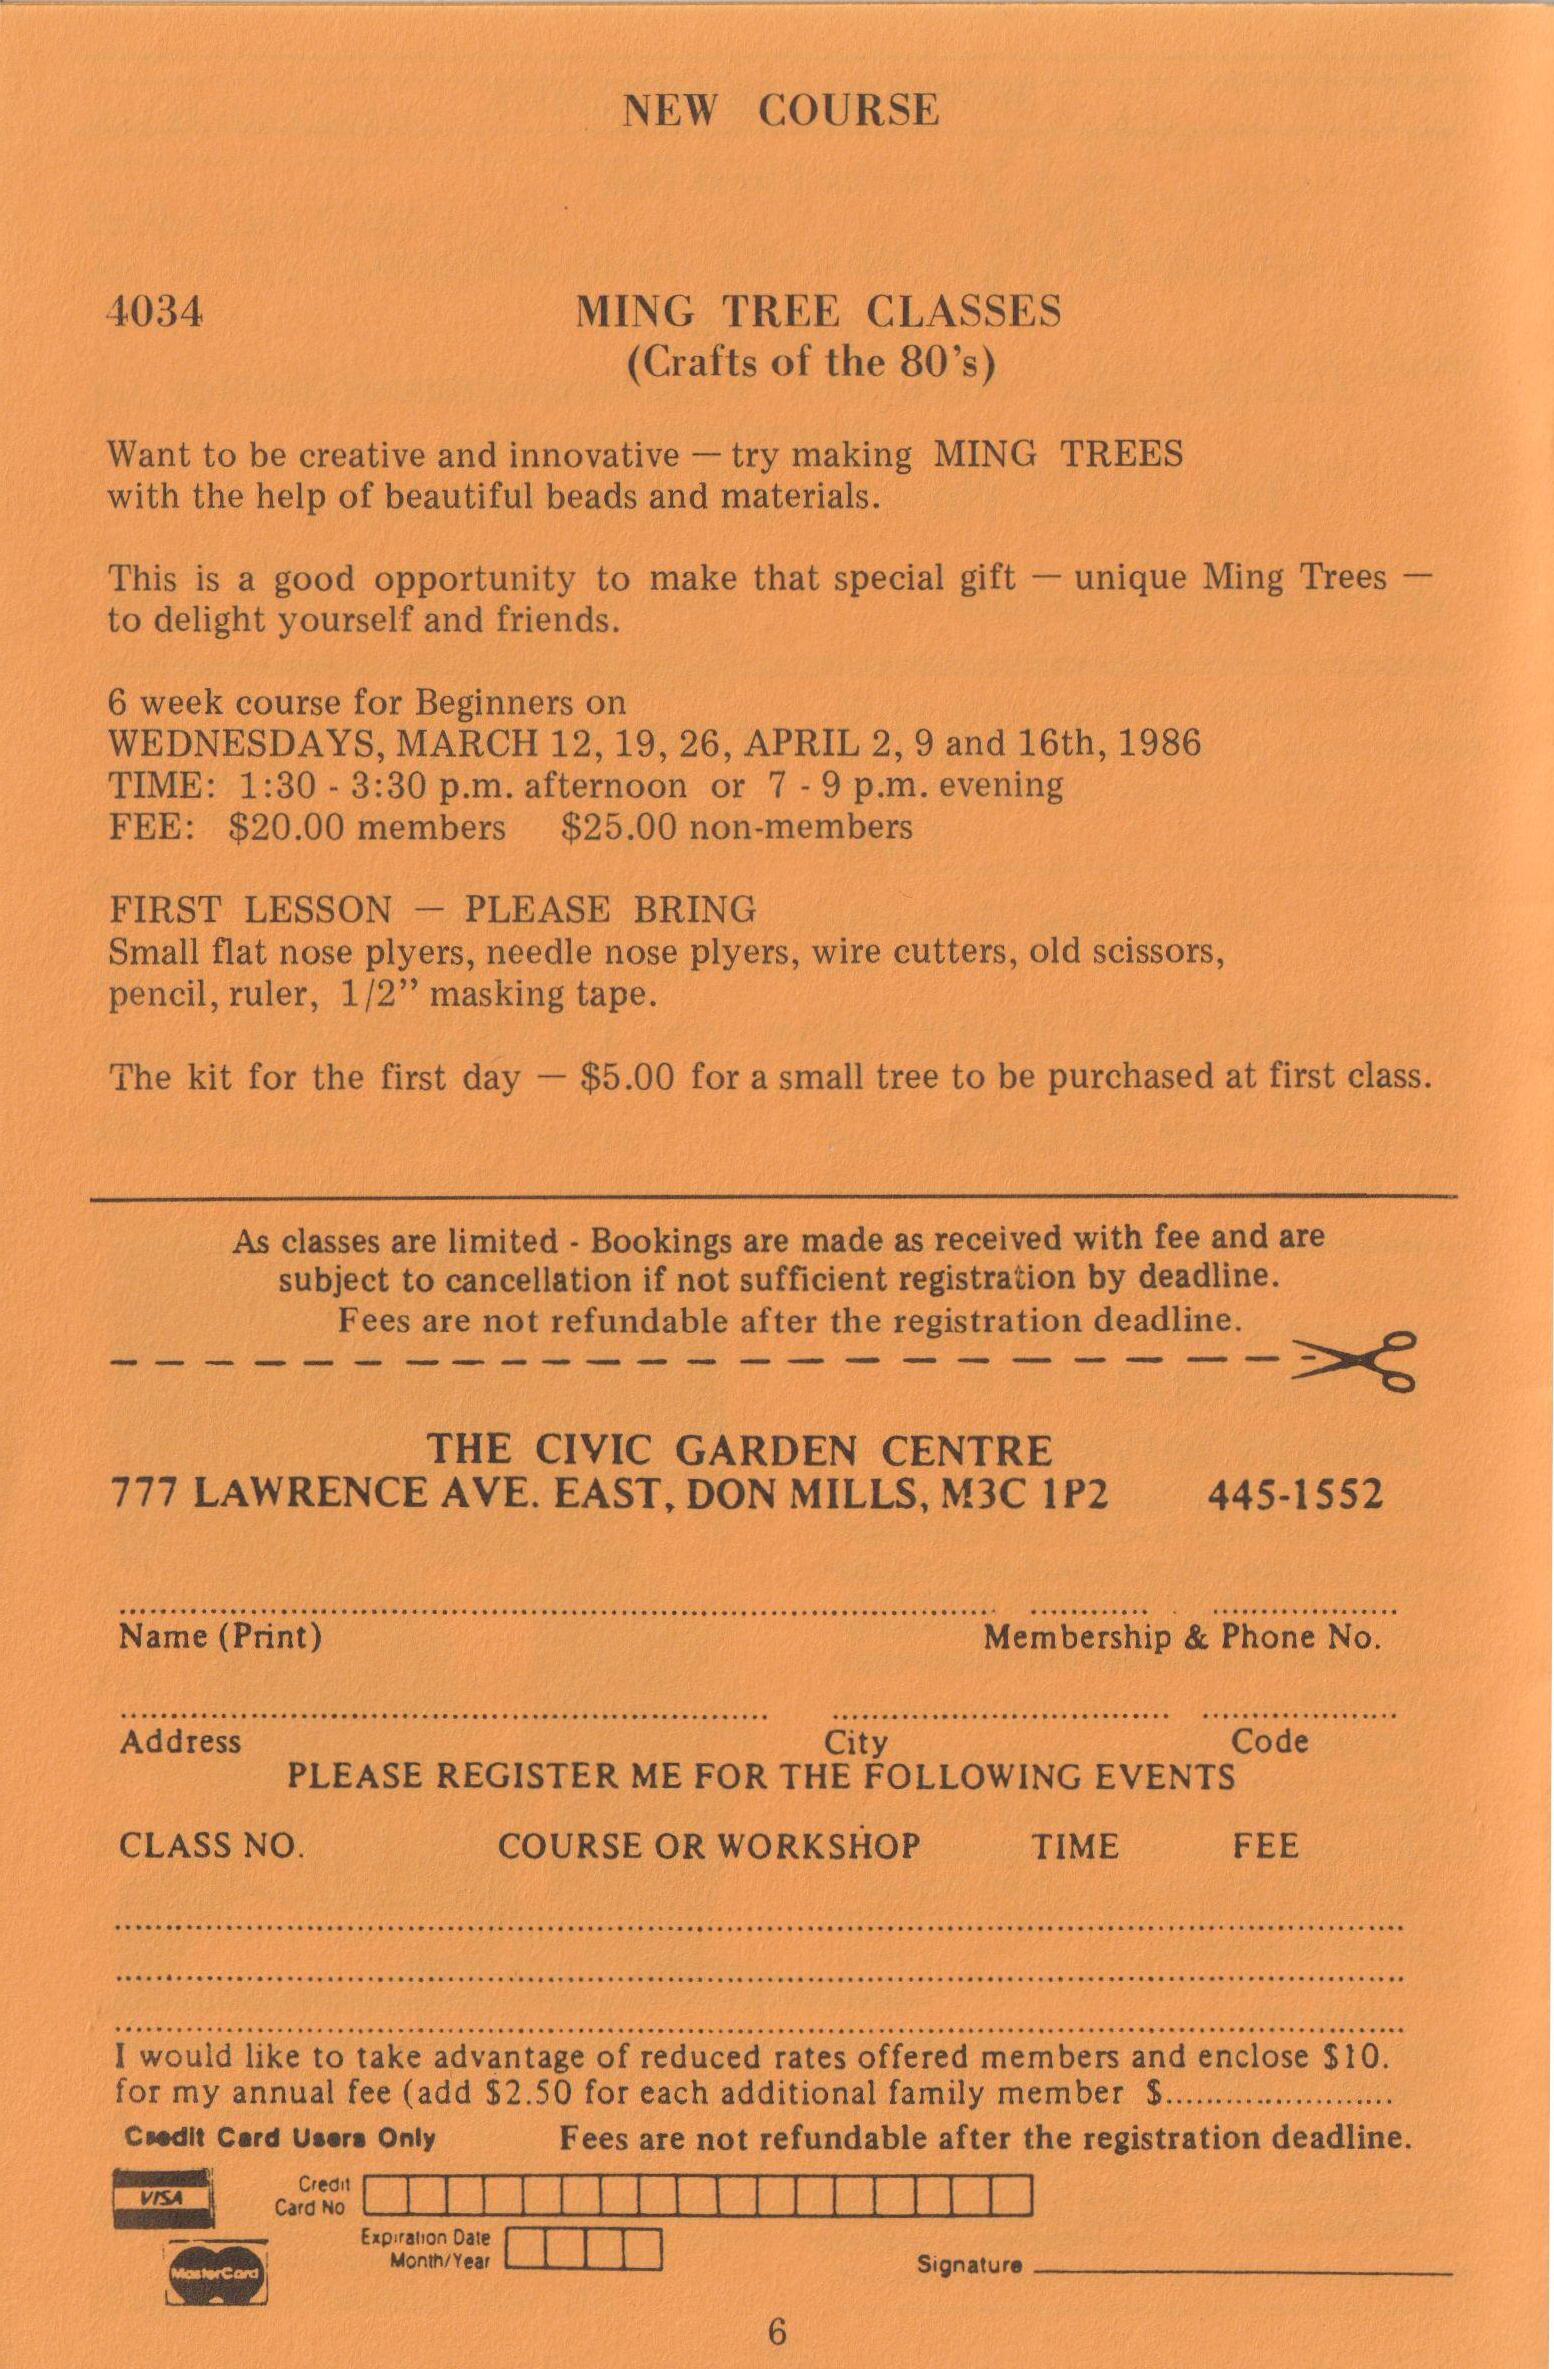 NEW COURSE
4034 MING TREE CLASSES
(Crafts of the 80's)
Want to be creative and innovative — try making MING TREES
with the help of beautiful beads and materials.
This is a good opportunity to make that special gift — unique Ming Trees —
to delight yourself and friends.
6 week course for Beginners on
WEDNESDAYS, MARCH 12, 19, 26, APRIL 2, 9 and 16th, 1986
TIME: 1:30 - 3:30 p.m. afternoon or 7 - 9 p.m. evening
FEE: $20.00 members $25.00 non-members
FIRST LESSON — PLEASE BRING
Small flat nose plyers, needle nose plyers, wire cutters, old scissors,
pencil, ruler, 1/2” masking tape.
The kit for the first day — $5.00 for a small tree to be purchased at first class.
As classes are limited - Bookings are made as received with fee and are
subject to cancellation if not sufficient registration by deadline.
Fees are not refundable after the registration deadline.
THE CIVIC GARDEN CENTRE
777 LAWRENCE AVE. EAST, DON MILLS, M3C 1P2 445-1552
Name (Print) Membership & Phone No.
Address City Code
PLEASE REGISTER ME FOR THE FOLLOWING EVENTS
CLASS NO. COURSE OR WORKSHOP TIME FEE
I would like to take advantage of reduced rates offered members and enclose $10.
for my annual fee (add $2.50 for each additional family member $.......................
Credit Card Users Only Fees are not refundable after the registration deadline.
VISA Credit
Card No
Expiration Date
Month/Year Signature
MasterCard
6